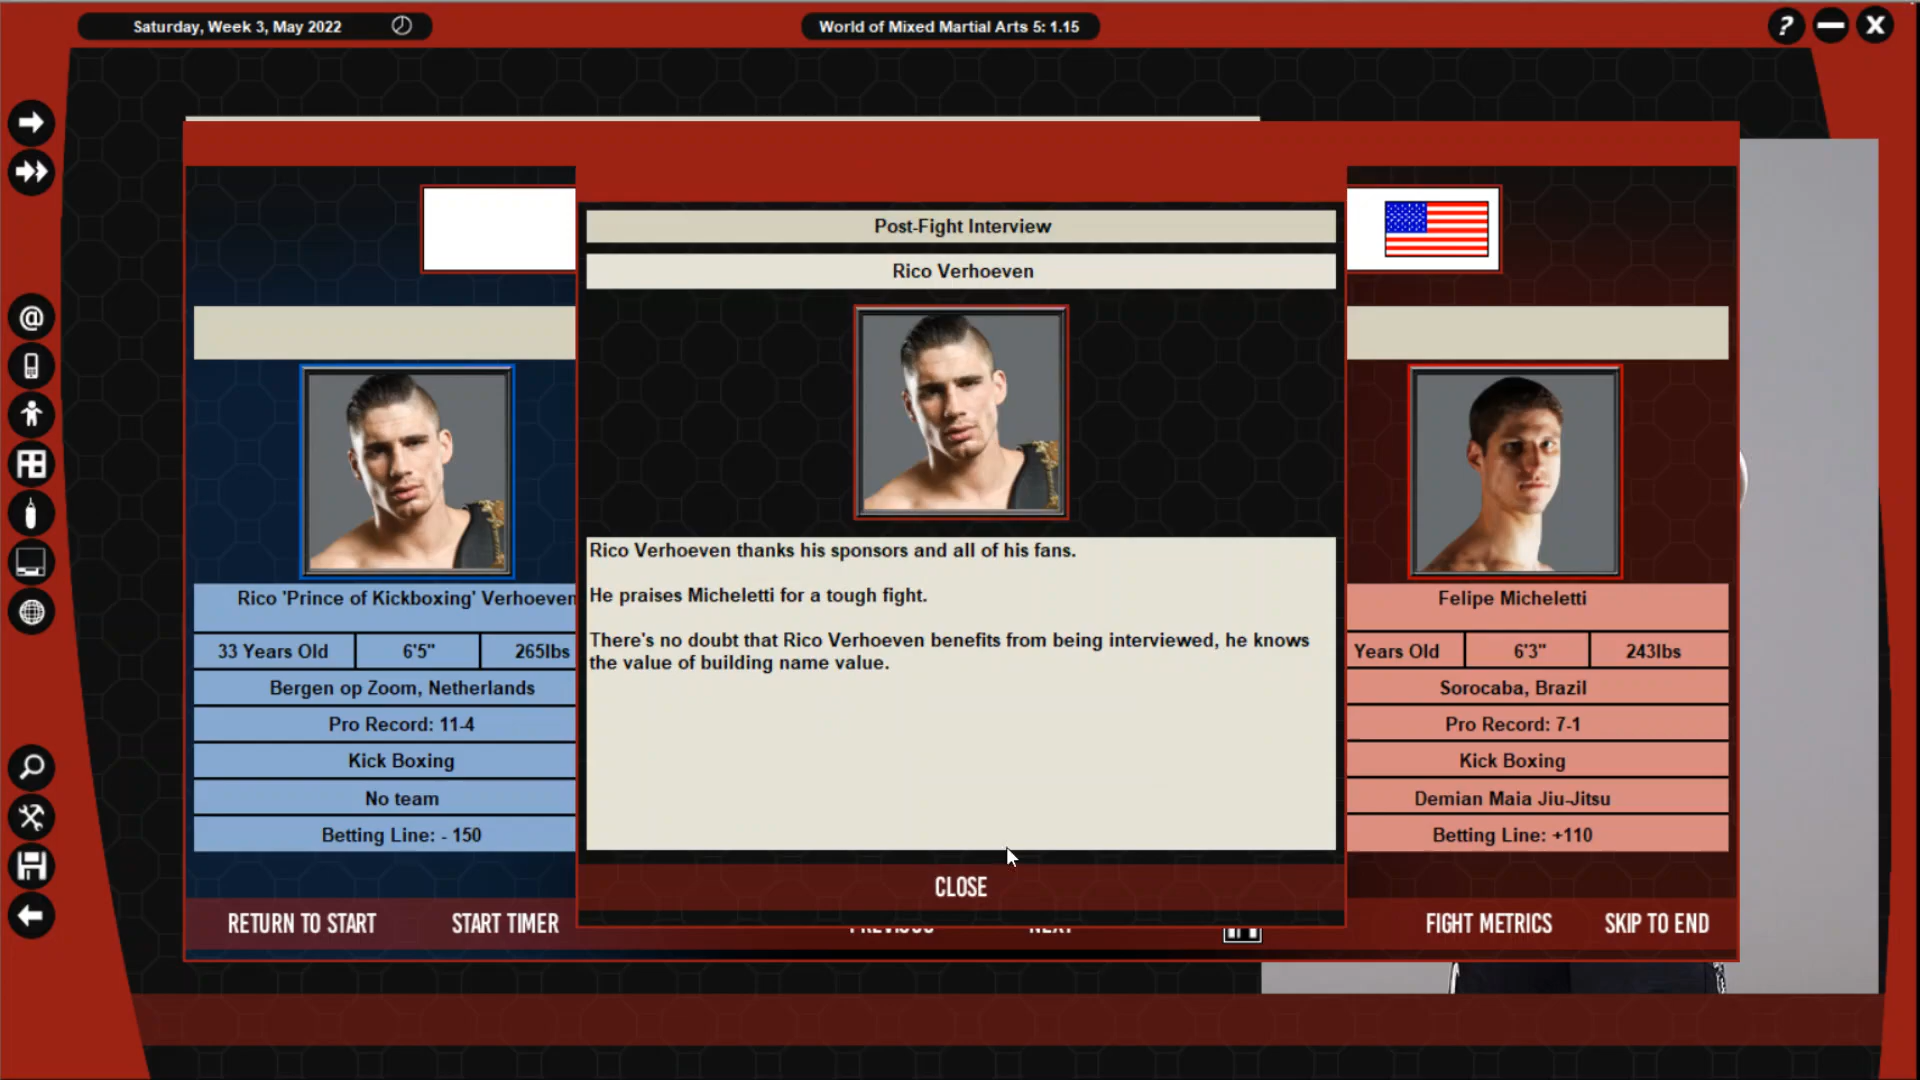 Saturday, Week 3, May 2022
World of Mixed Martial Arts 5: 1.15
?
X
Post-Fight Interview
Rico Verhoeven
@
Rico Verhoeven thanks his sponsors and all of his fans.
He praises Micheletti for a tough fight.
There's no doubt that Rico Verhoeven benefits from being interviewed, he knows
the value of building name value.
Rico 'Prince of Kickboxing' Verhoeven
33 Years Old
6'5"
265lbs
Bergen op Zoom, Netherlands
Pro Record: 11-4
Kick Boxing
No team
Betting Line: - 150
Felipe Micheletti
Years Old
6'3"
243lbs
Sorocaba, Brazil
Pro Record: 7-1
Kick Boxing
Demian Maia Jiu-Jitsu
Betting Line: +110
CLOSE
RETURN TO START
START TIMER
PREVIOUS
NEXT
FIGHT METRICS
SKIP TO END